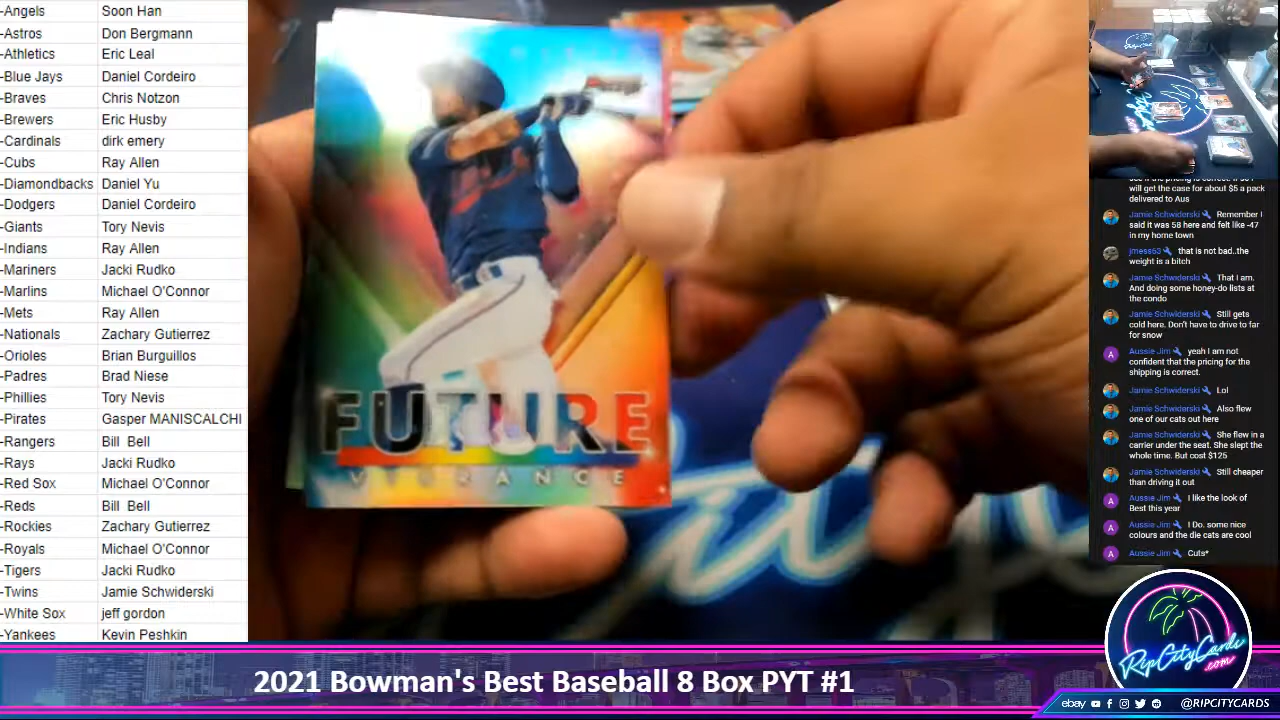 -Angels Soon Han
-Astros Don Bergmann
-Athletics Eric Leal
-Blue Jays Daniel Cordeiro
-Braves Chris Notzon
-Brewers Eric Husby
-Cardinals dirk emery
-Cubs Ray Allen
-Diamondbacks Daniel Yu
-Dodgers Daniel Cordeiro
-Giants Tory Nevis
-Indians Ray Allen
-Mariners Jacki Rudko
-Marlins Michael O'Connor
-Mets Ray Allen
-Nationals Zachary Gutierrez
-Orioles Brian Burguillos
-Padres Brad Niese
-Phillies Tory Nevis
-Pirates Gasper MANISCALCHI
-Rangers Bill Bell
-Rays Jacki Rudko
-Red Sox Michael O'Connor
-Reds Bill Bell
-Rockies Zachary Gutierrez
-Royals Michael O'Connor
-Tigers Jacki Rudko
-Twins Jamie Schwiderski
-White Sox jeff gordon
-Yankees Kevin Peshkin
FUTURE
will get the case for about $5 a pack
delivered to Aus
Jamie Schwiderski Remember I
said it was 58 here and felt like -47
in my home town
jmess53 that is not bad..the
weight is a bitch
Jamie Schwiderski That I am.
And doing some honey-do lists at
the condo
Jamie Schwiderski Still gets
cold here. Don't have to drive to far
for snow
Aussie Jim yeah I am not
confident that the pricing for the
shipping is correct.
Jamie Schwiderski Lol
Jamie Schwiderski Also flew
one of our cats out here
Jamie Schwiderski She flew in a
carrier under the seat. She slept the
whole time. But cost $125
Jamie Schwiderski Still cheaper
than driving it out
A Aussie Jim I like the look of
Best this year
A Aussie Jim I Do. some nice
colours and the die cats are cool
A Aussie Jim Cuts*
RipCityCards
.com
2021 Bowman's Best Baseball 8 Box PYT #1
ebay @RIPCITYCARDS